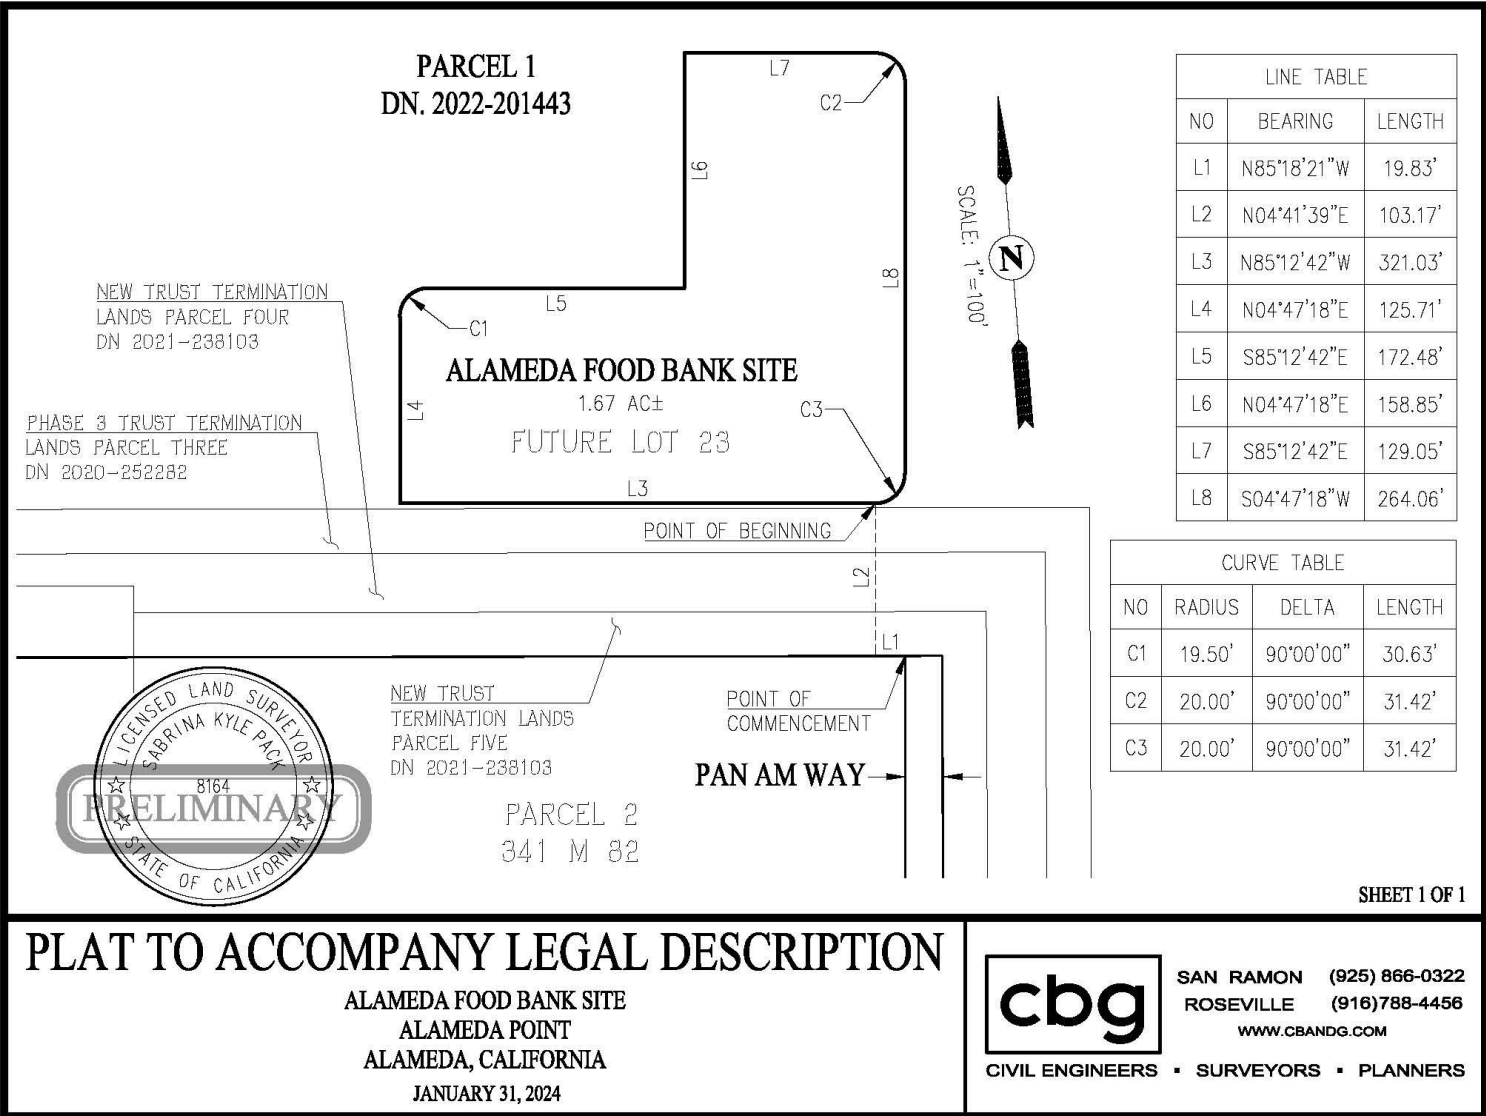 PARCEL 1
DN. 2022-201443
L7
C2
L6
L8
L5
C1
L4
C3
L3
L2
L1
NEW TRUST TERMINATION
LANDS PARCEL FOUR
DN 2021-238103
PHASE 3 TRUST TERMINATION
LANDS PARCEL THREE
DN 2020-252282
ALAMEDA FOOD BANK SITE
1.67 AC±
FUTURE LOT 23
POINT OF BEGINNING
SCALE: 1"=100'
N
NEW TRUST
TERMINATION LANDS
PARCEL FIVE
DN 2021-238103
POINT OF
COMMENCEMENT
PAN AM WAY
PARCEL 2
341 M 82
LICENSED LAND SURVEYOR
SABRINA KYLE PACK
8164
PRELIMINARY
STATE OF CALIFORNIA
LINE TABLE
NO BEARING LENGTH
L1 N85°18'21"W 19.83'
L2 N04°41'39"E 103.17'
L3 N85°12'42"W 321.03'
L4 N04°47'18"E 125.71'
L5 S85°12'42"E 172.48'
L6 N04°47'18"E 158.85'
L7 S85°12'42"E 129.05'
L8 S04°47'18"W 264.06'
CURVE TABLE
NO RADIUS DELTA LENGTH
C1 19.50' 90°00'00" 30.63'
C2 20.00' 90°00'00" 31.42'
C3 20.00' 90°00'00" 31.42'
SHEET 1 OF 1
PLAT TO ACCOMPANY LEGAL DESCRIPTION
ALAMEDA FOOD BANK SITE
ALAMEDA POINT
ALAMEDA, CALIFORNIA
JANUARY 31, 2024
cbg
SAN RAMON (925) 866-0322
ROSEVILLE (916)788-4456
WWW.CBANDG.COM
CIVIL ENGINEERS ▪ SURVEYORS ▪ PLANNERS